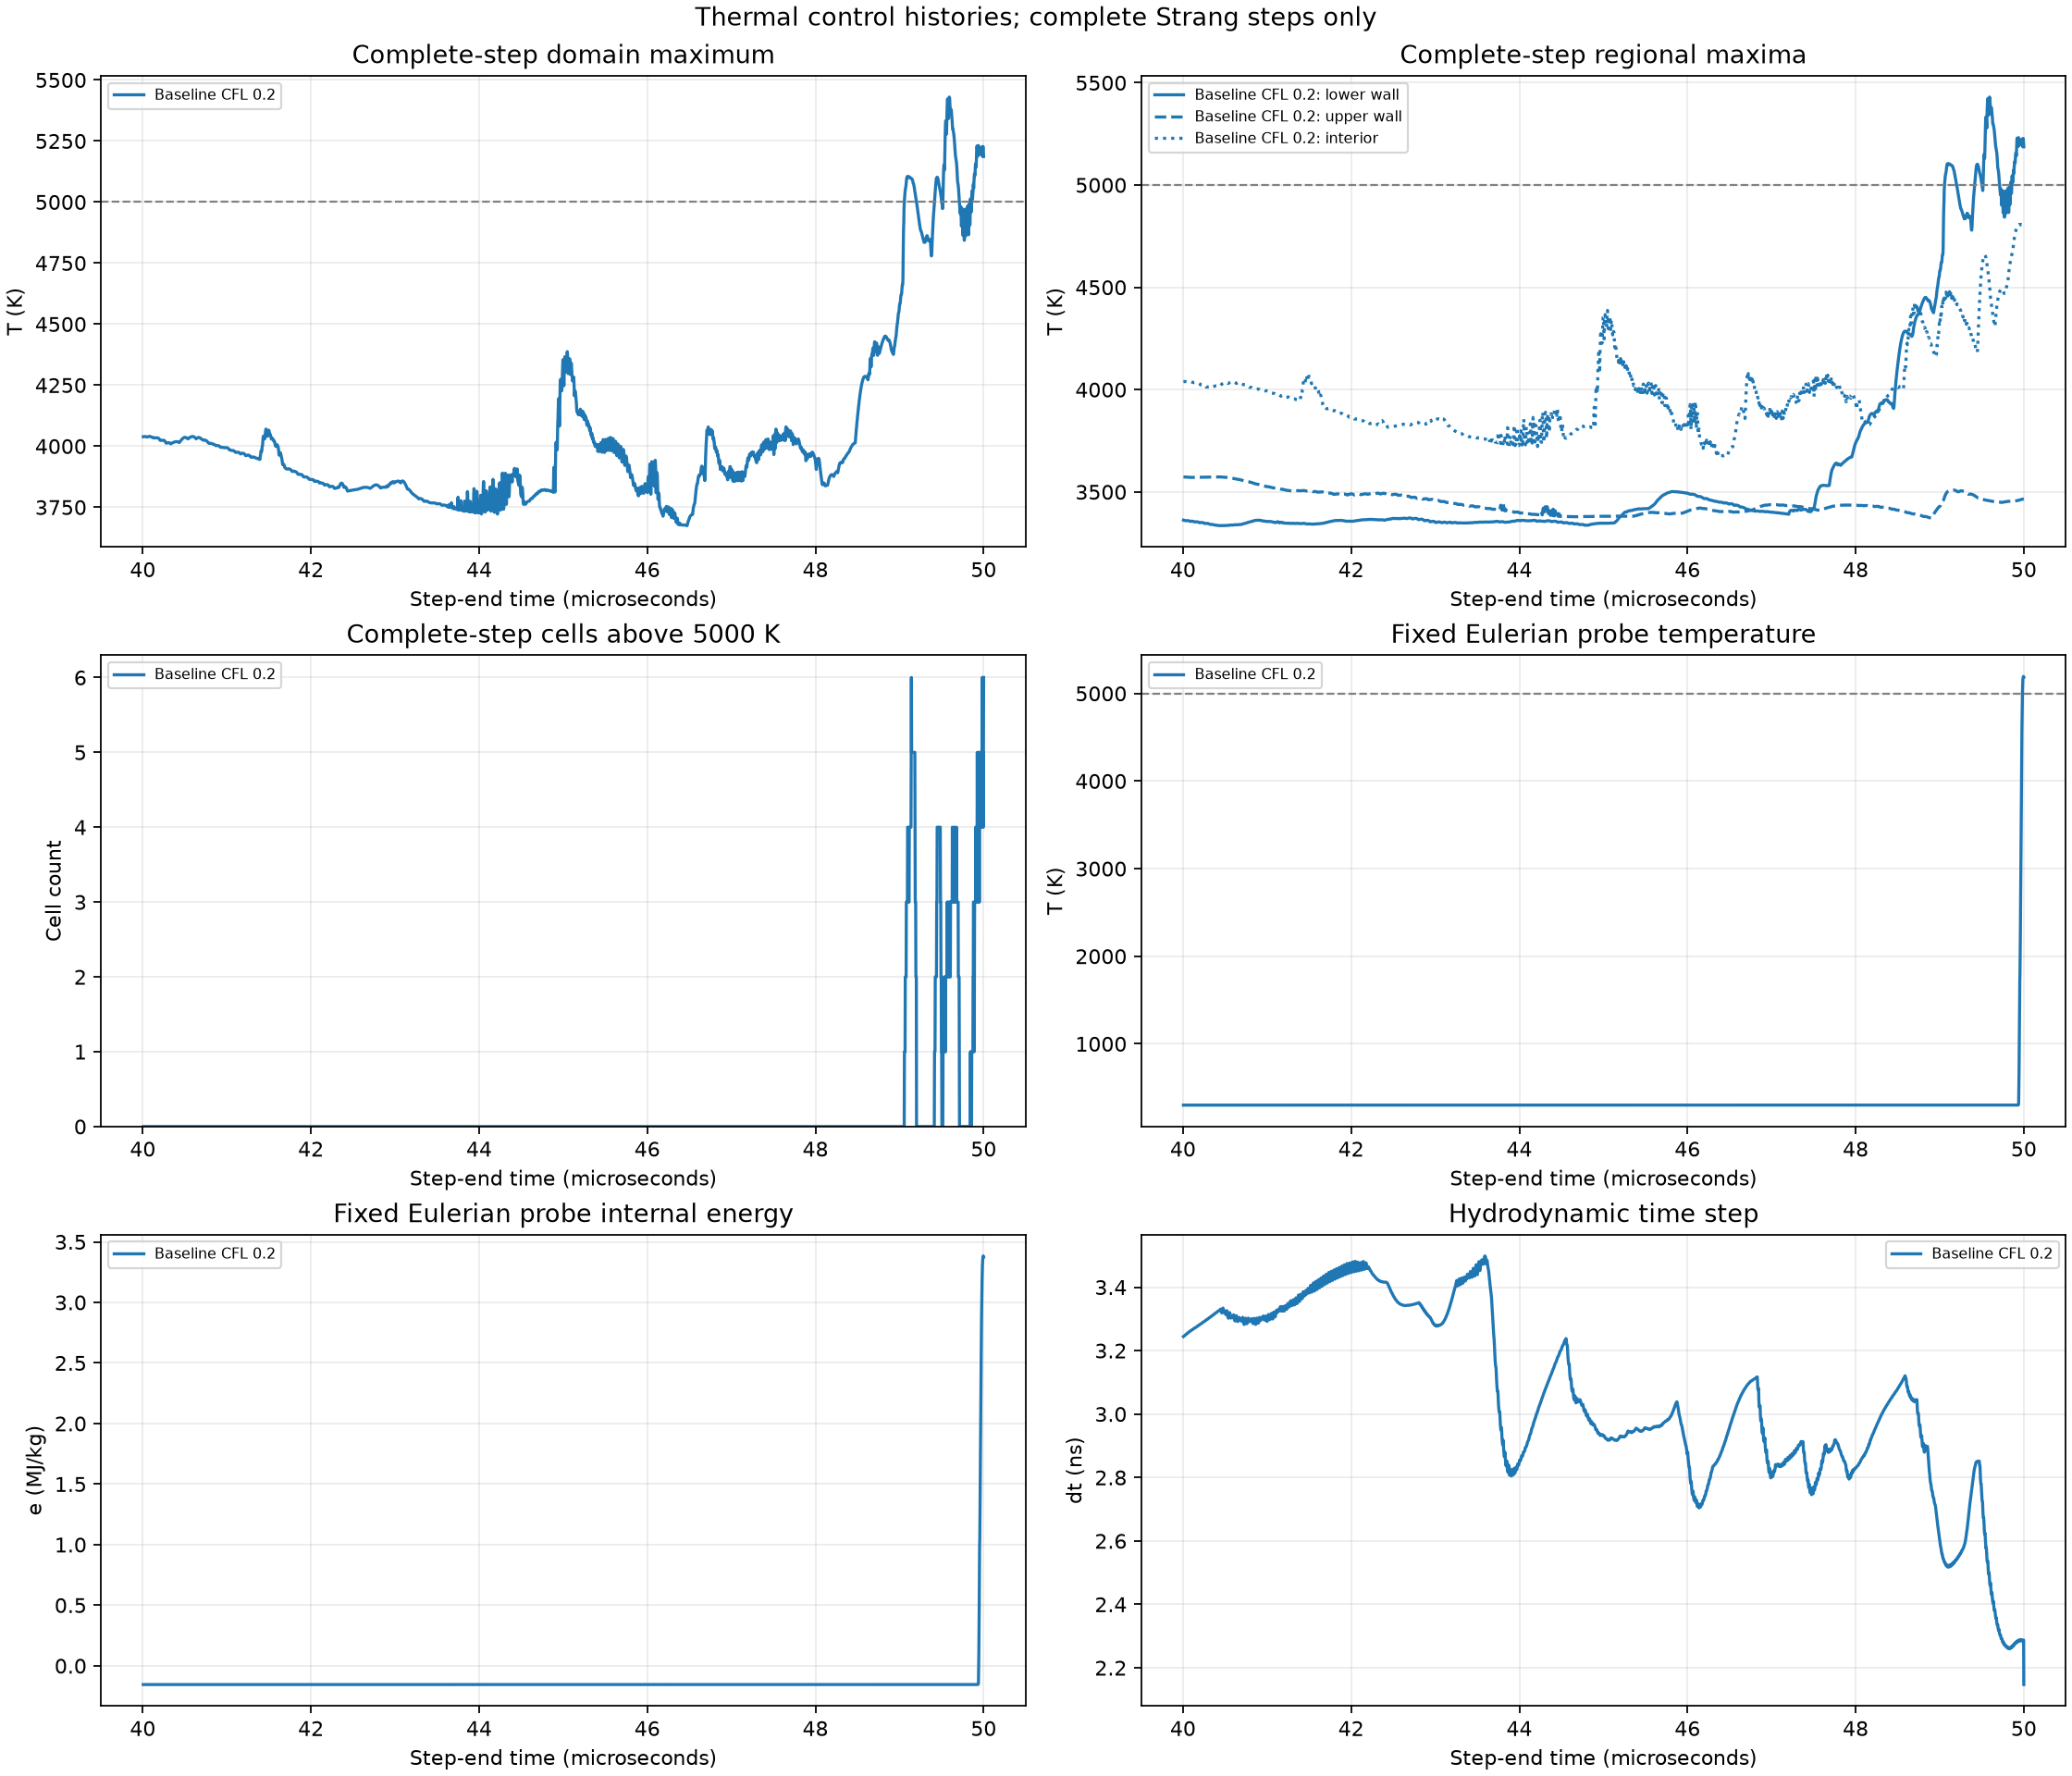 Thermal control histories; complete Strang steps only
Complete-step domain maximum
5500
5250
5000
4750
4500
4250
4000
3750
T (K)
Baseline CFL 0.2
40 42 44 46 48 50
Step-end time (microseconds)
Complete-step regional maxima
5500
5000
4500
4000
3500
T (K)
Baseline CFL 0.2: lower wall
Baseline CFL 0.2: upper wall
Baseline CFL 0.2: interior
40 42 44 46 48 50
Step-end time (microseconds)
Complete-step cells above 5000 K
6
5
4
3
2
1
0
Cell count
Baseline CFL 0.2
40 42 44 46 48 50
Step-end time (microseconds)
Fixed Eulerian probe temperature
5000
4000
3000
2000
1000
T (K)
Baseline CFL 0.2
40 42 44 46 48 50
Step-end time (microseconds)
Fixed Eulerian probe internal energy
3.5
3.0
2.5
2.0
1.5
1.0
0.5
0.0
e (MJ/kg)
Baseline CFL 0.2
40 42 44 46 48 50
Step-end time (microseconds)
Hydrodynamic time step
3.4
3.2
3.0
2.8
2.6
2.4
2.2
dt (ns)
Baseline CFL 0.2
40 42 44 46 48 50
Step-end time (microseconds)